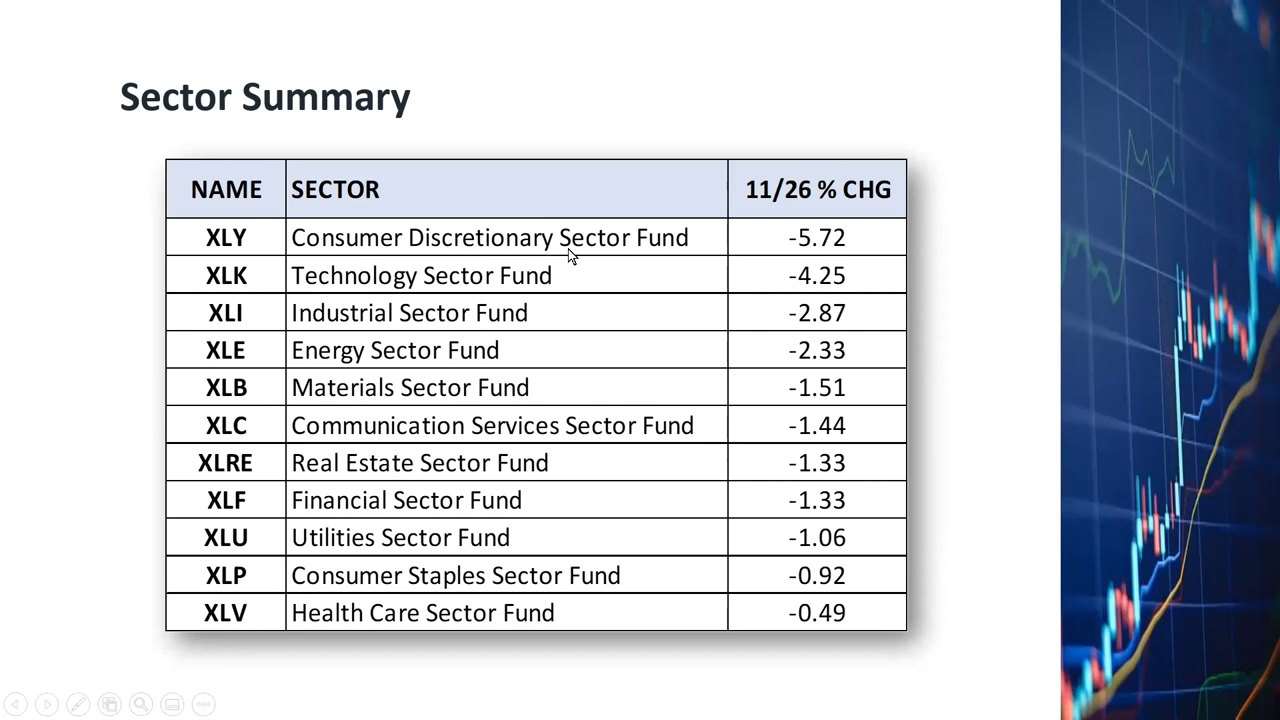 Sector Summary
NAME SECTOR 11/26 % CHG
XLY Consumer Discretionary Sector Fund -5.72
XLK Technology Sector Fund -4.25
XLI Industrial Sector Fund -2.87
XLE Energy Sector Fund -2.33
XLB Materials Sector Fund -1.51
XLC Communication Services Sector Fund -1.44
XLRE Real Estate Sector Fund -1.33
XLF Financial Sector Fund -1.33
XLU Utilities Sector Fund -1.06
XLP Consumer Staples Sector Fund -0.92
XLV Health Care Sector Fund -0.49